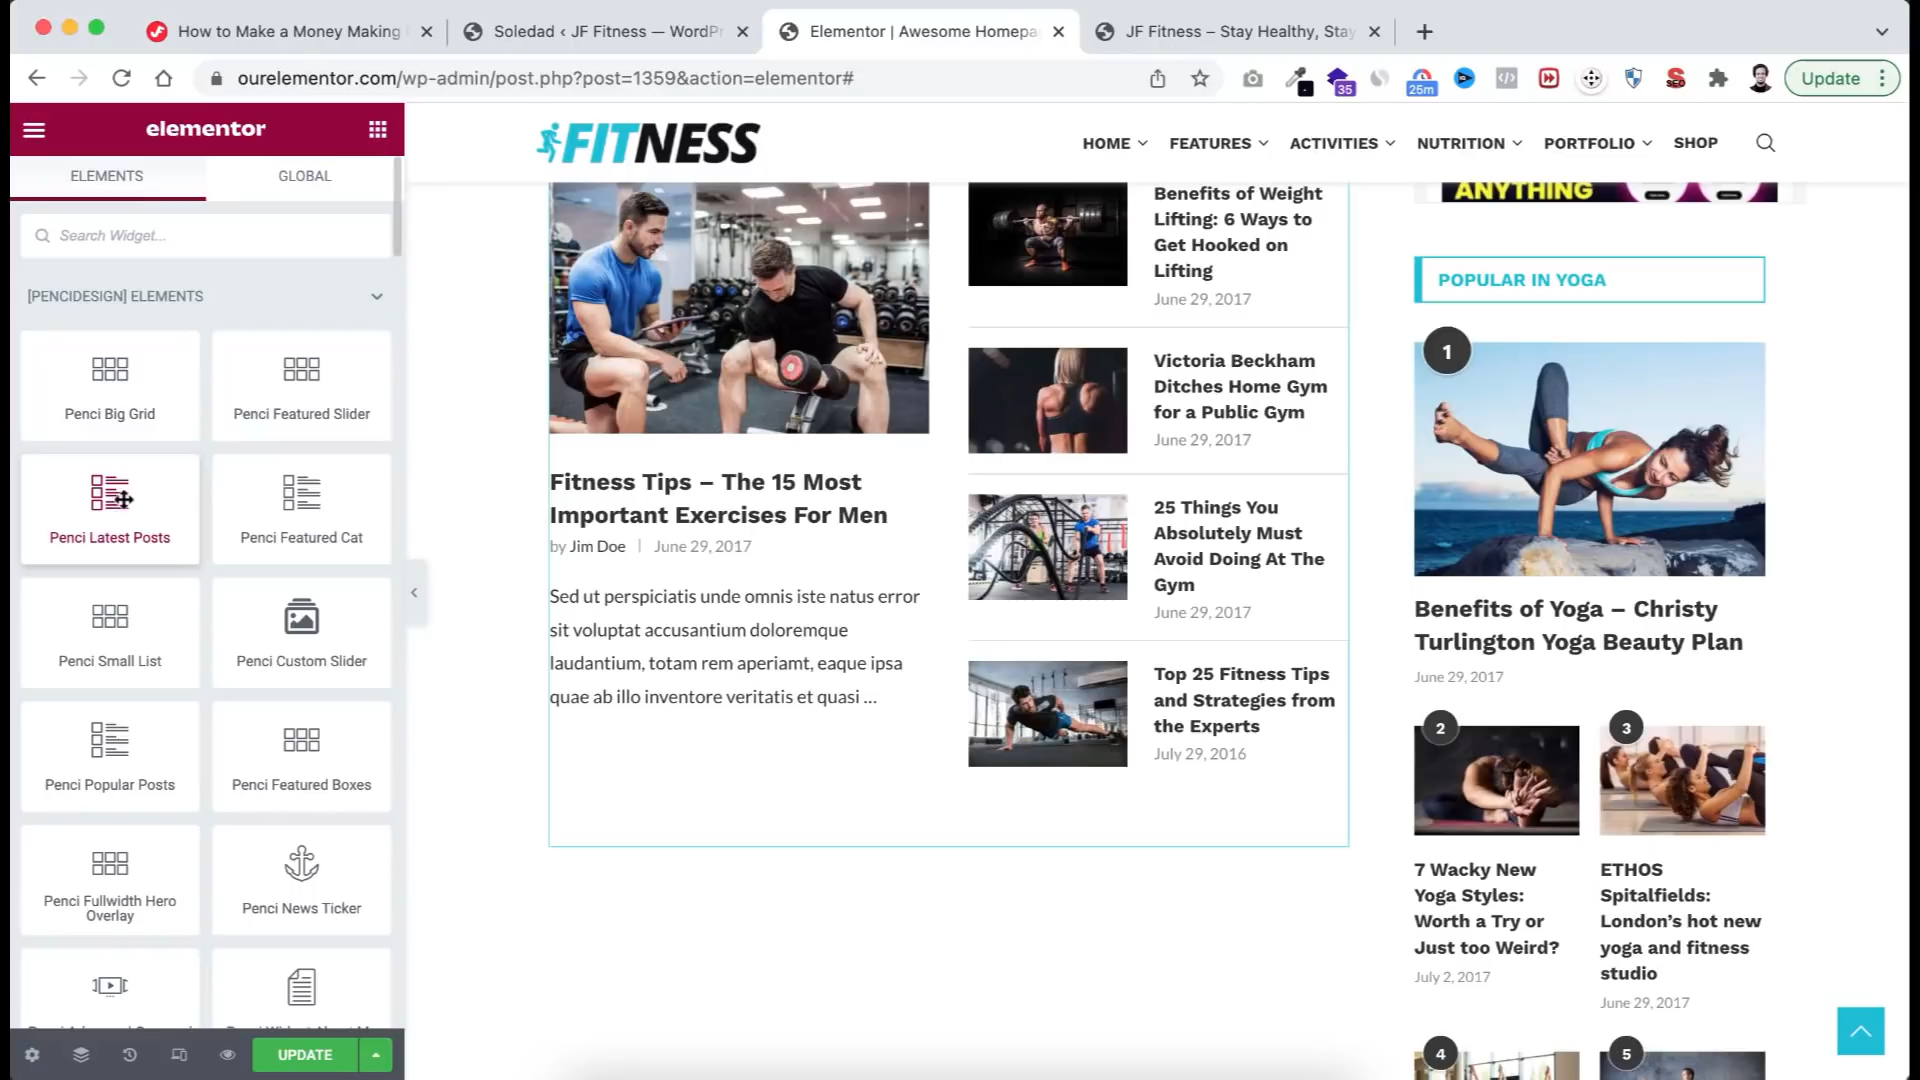 How to Make a Money Making
Soledad ‹ JF Fitness — WordPr
Elementor | Awesome Homepa
JF Fitness – Stay Healthy, Stay
ourelementor.com/wp-admin/post.php?post=1359&action=elementor#
35
25m
SEO
Update
elementor
ELEMENTS
GLOBAL
Search Widget...
[PENCIDESIGN] ELEMENTS
Penci Big Grid
Penci Featured Slider
Penci Latest Posts
Penci Featured Cat
Penci Small List
Penci Custom Slider
Penci Popular Posts
Penci Featured Boxes
Penci Fullwidth Hero
Overlay
Penci News Ticker
UPDATE
FITNESS
HOME
FEATURES
ACTIVITIES
NUTRITION
PORTFOLIO
SHOP
Fitness Tips – The 15 Most
Important Exercises For Men
by Jim Doe
June 29, 2017
Sed ut perspiciatis unde omnis iste natus error
sit voluptat accusantium doloremque
laudantium, totam rem aperiamt, eaque ipsa
quae ab illo inventore veritatis et quasi ...
Benefits of Weight
Lifting: 6 Ways to
Get Hooked on
Lifting
June 29, 2017
Victoria Beckham
Ditches Home Gym
for a Public Gym
June 29, 2017
25 Things You
Absolutely Must
Avoid Doing At The
Gym
June 29, 2017
Top 25 Fitness Tips
and Strategies from
the Experts
July 29, 2016
ANYTHING
POPULAR IN YOGA
1
Benefits of Yoga – Christy
Turlington Yoga Beauty Plan
June 29, 2017
2
7 Wacky New
Yoga Styles:
Worth a Try or
Just too Weird?
July 2, 2017
3
ETHOS
Spitalfields:
London's hot new
yoga and fitness
studio
June 29, 2017
4
5